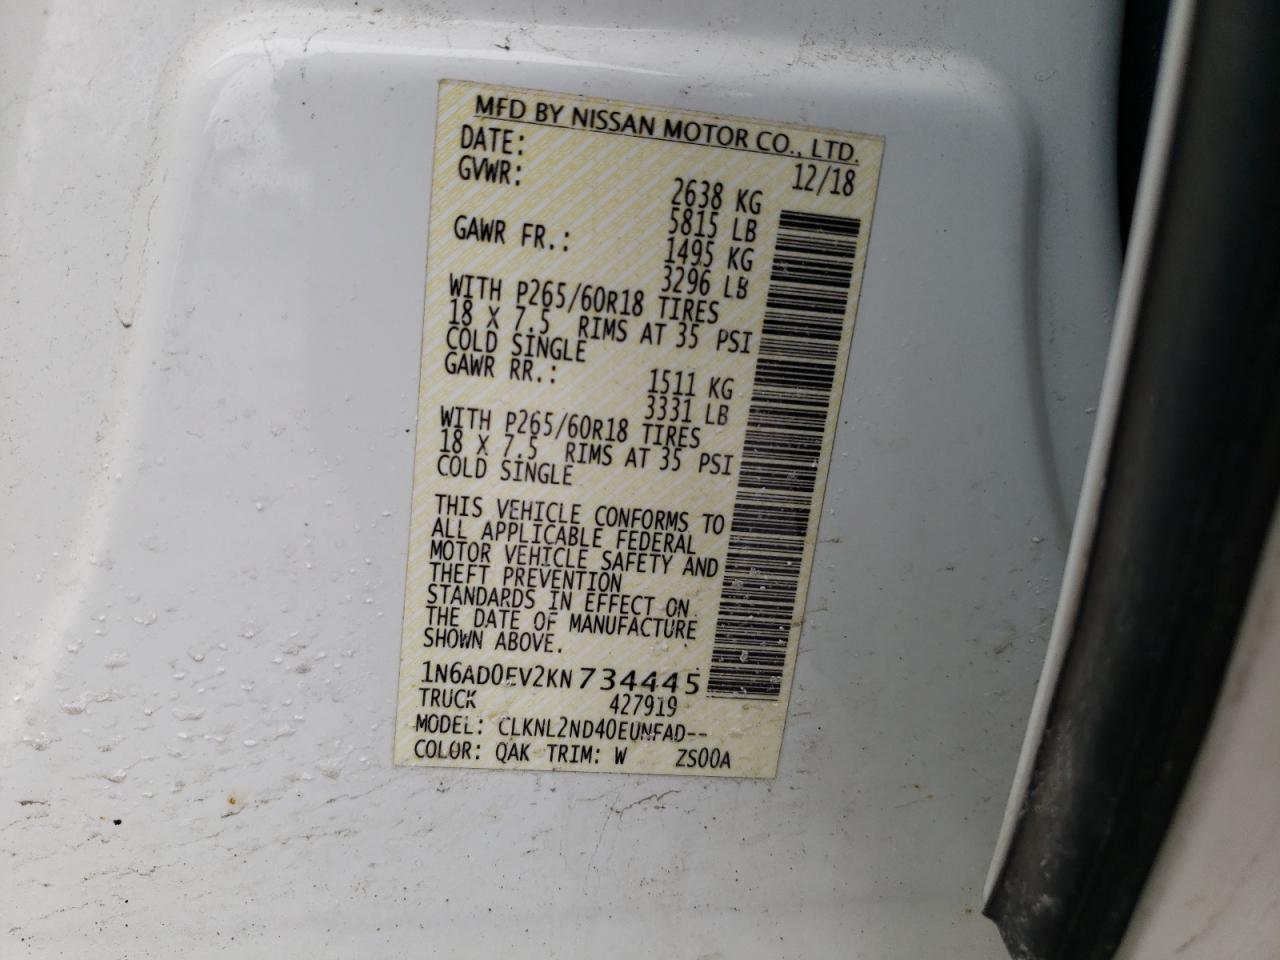 MFD BY NISSAN MOTOR CO., LTD.
DATE: 12/18
GVWR: 2638 KG
5815 LB
GAWR FR.: 1495 KG
3296 LB
WITH P265/60R18 TIRES
18 X 7.5 RIMS AT 35 PSI
COLD SINGLE
GAWR RR.: 1511 KG
3331 LB
WITH P265/60R18 TIRES
18 X 7.5 RIMS AT 35 PSI
COLD SINGLE
THIS VEHICLE CONFORMS TO
ALL APPLICABLE FEDERAL
MOTOR VEHICLE SAFETY AND
THEFT PREVENTION
STANDARDS IN EFFECT ON
THE DATE OF MANUFACTURE
SHOWN ABOVE.
1N6AD0EV2KN734445
TRUCK 427919
MODEL: CLKNL2ND40EUNFAD--
COLOR: QAK TRIM: W ZS00A